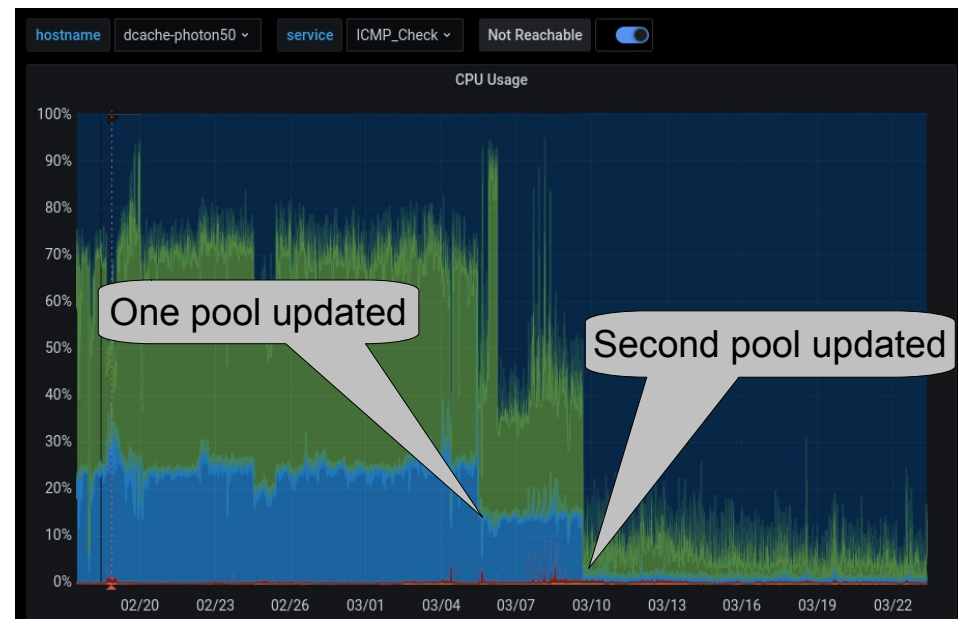 hostname dcache-photon50 service ICMP_Check Not Reachable
CPU Usage
100%
90%
80%
70%
60%
One pool updated
50%
Second pool updated
40%
30%
20%
10%
0%
02/20 02/23 02/26 03/01 03/04 03/07 03/10 03/13 03/16 03/19 03/22